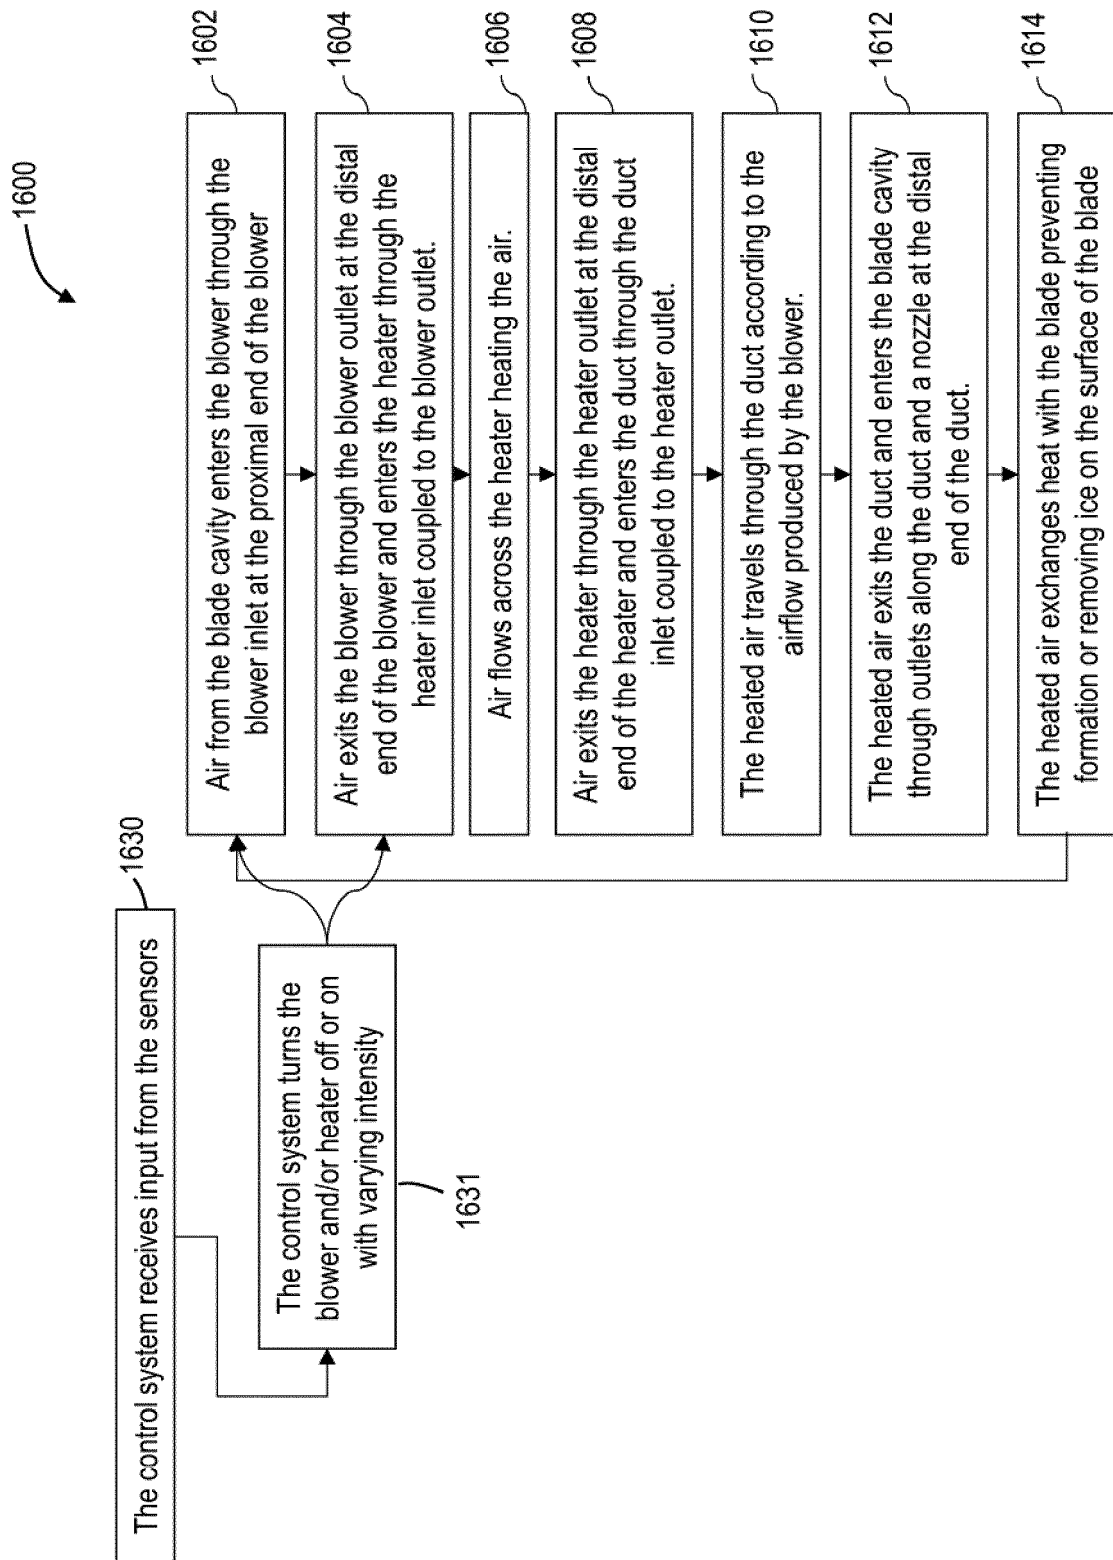 1600
The control system receives input from the sensors
1630
The control system turns the
blower and/or heater off or on
with varying intensity
1631
Air from the blade cavity enters the blower through the
blower inlet at the proximal end of the blower
1602
Air exits the blower through the blower outlet at the distal
end of the blower and enters the heater through the
heater inlet coupled to the blower outlet.
1604
Air flows across the heater heating the air.
1606
Air exits the heater through the heater outlet at the distal
end of the heater and enters the duct through the duct
inlet coupled to the heater outlet.
1608
The heated air travels through the duct according to the
airflow produced by the blower.
1610
The heated air exits the duct and enters the blade cavity
through outlets along the duct and a nozzle at the distal
end of the duct.
1612
The heated air exchanges heat with the blade preventing
formation or removing ice on the surface of the blade
1614